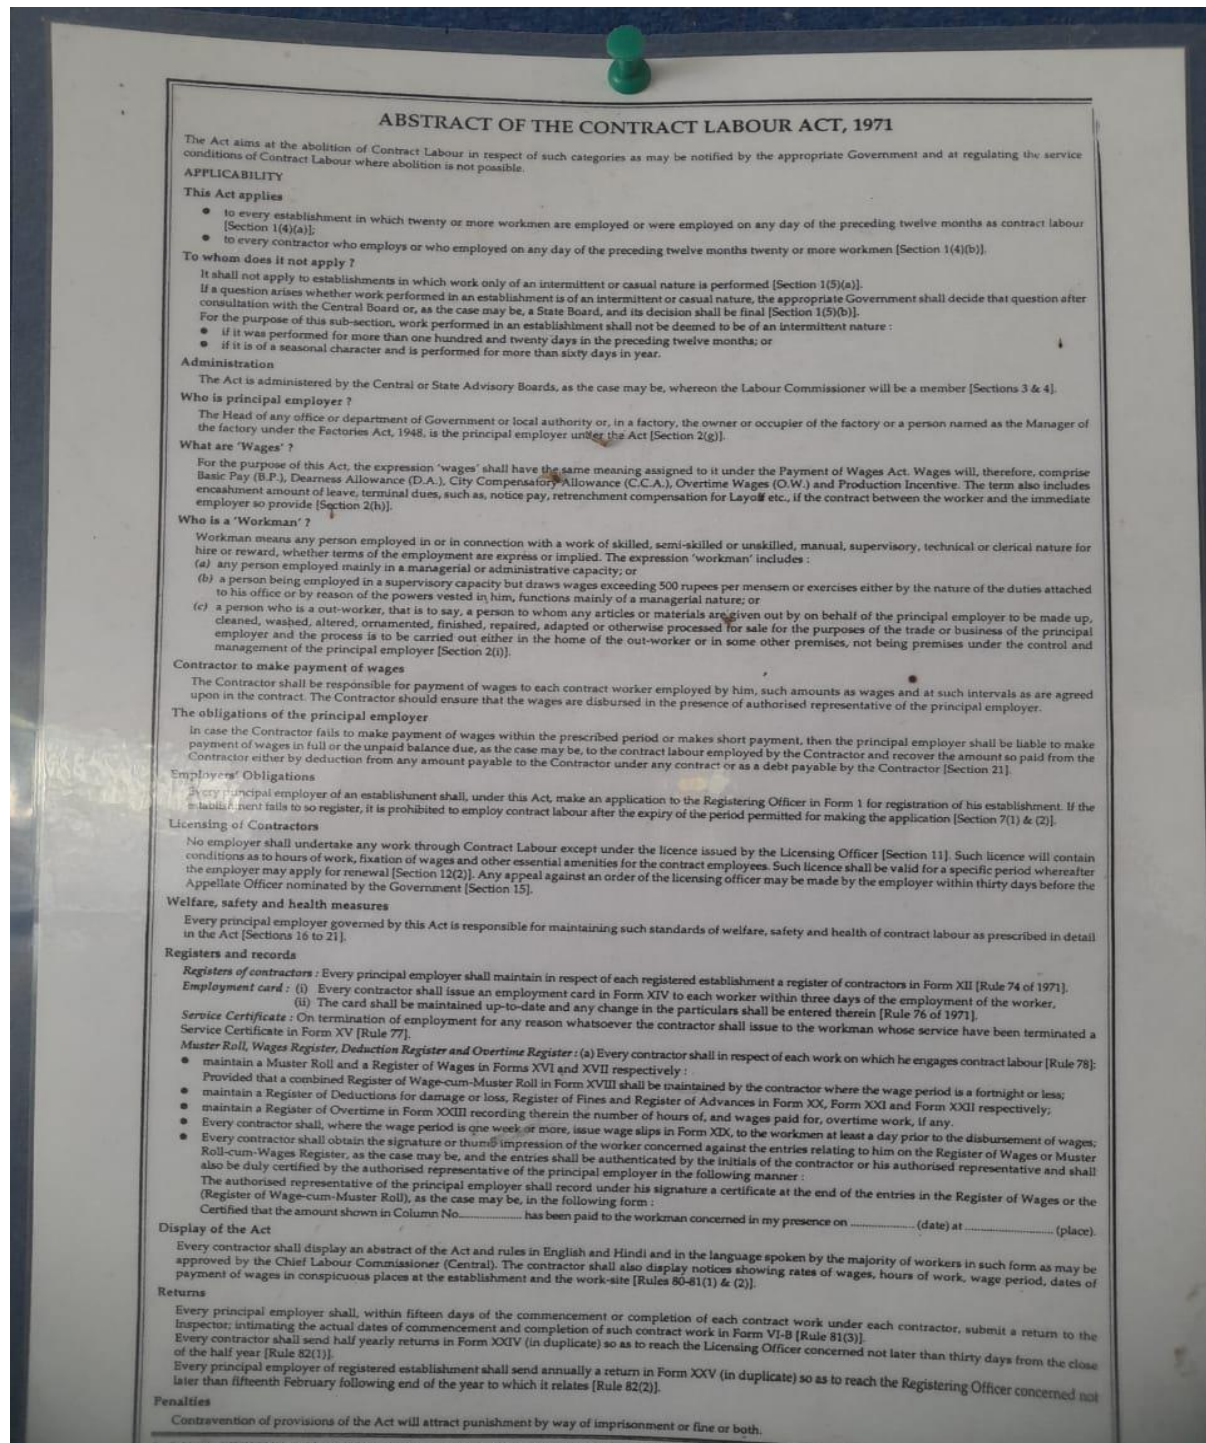 ABSTRACT OF THE CONTRACT LABOUR ACT, 1971
The Act aims at the abolition of Contract Labour in respect of such categories as may be notified by the appropriate Government and at regulating the service
conditions of Contract Labour where abolition is not possible.
APPLICABILITY
This Act applies
● to every establishment in which twenty or more workmen are employed or were employed on any day of the preceding twelve months as contract labour
[Section 1(4)(a)];
● to every contractor who employs or who employed on any day of the preceding twelve months twenty or more workmen [Section 1(4)(b)].
To whom does it not apply ?
It shall not apply to establishments in which work only of an intermittent or casual nature is performed [Section 1(5)(a)].
If a question arises whether work performed in an establishment is of an intermittent or casual nature, the appropriate Government shall decide that question after
consultation with the Central Board or, as the case may be, a State Board, and its decision shall be final [Section 1(5)(b)].
For the purpose of this sub-section, work performed in an establishment shall not be deemed to be of an intermittent nature :
● if it was performed for more than one hundred and twenty days in the preceding twelve months; or
● if it is of a seasonal character and is performed for more than sixty days in year.
Administration
The Act is administered by the Central or State Advisory Boards, as the case may be, whereon the Labour Commissioner will be a member [Sections 3 & 4].
Who is principal employer ?
The Head of any office or department of Government or local authority or, in a factory, the owner or occupier of the factory or a person named as the Manager of
the factory under the Factories Act, 1948, is the principal employer under the Act [Section 2(g)].
What are 'Wages' ?
For the purpose of this Act, the expression 'wages' shall have the same meaning assigned to it under the Payment of Wages Act. Wages will, therefore, comprise
Basic Pay (B.P.), Dearness Allowance (D.A.), City Compensatory Allowance (C.C.A.), Overtime Wages (O.W.) and Production Incentive. The term also includes
encashment amount of leave, terminal dues, such as, notice pay, retrenchment compensation for Layoff etc., if the contract between the worker and the immediate
employer so provide [Section 2(h)].
Who is a 'Workman' ?
Workman means any person employed in or in connection with a work of skilled, semi-skilled or unskilled, manual, supervisory, technical or clerical nature for
hire or reward, whether terms of the employment are express or implied. The expression 'workman' includes :
(a) any person employed mainly in a managerial or administrative capacity; or
(b) a person being employed in a supervisory capacity but draws wages exceeding 500 rupees per mensem or exercises either by the nature of the duties attached
to his office or by reason of the powers vested in him, functions mainly of a managerial nature; or
(c) a person who is a out-worker, that is to say, a person to whom any articles or materials are given out by on behalf of the principal employer to be made up,
cleaned, washed, altered, ornamented, finished, repaired, adapted or otherwise processed for sale for the purposes of the trade or business of the principal
employer and the process is to be carried out either in the home of the out-worker or in some other premises, not being premises under the control and
management of the principal employer [Section 2(i)].
Contractor to make payment of wages
The Contractor shall be responsible for payment of wages to each contract worker employed by him, such amounts as wages and at such intervals as are agreed
upon in the contract. The Contractor should ensure that the wages are disbursed in the presence of authorised representative of the principal employer.
The obligations of the principal employer
In case the Contractor fails to make payment of wages within the prescribed period or makes short payment, then the principal employer shall be liable to make
payment of wages in full or the unpaid balance due, as the case may be, to the contract labour employed by the Contractor and recover the amount so paid from the
Contractor either by deduction from any amount payable to the Contractor under any contract or as a debt payable by the Contractor [Section 21].
Employers' Obligations
Every principal employer of an establishment shall, under this Act, make an application to the Registering Officer in Form 1 for registration of his establishment. If the
establishment fails to so register, it is prohibited to employ contract labour after the expiry of the period permitted for making the application [Section 7(1) & (2)].
Licensing of Contractors
No employer shall undertake any work through Contract Labour except under the licence issued by the Licensing Officer [Section 11]. Such licence will contain
conditions as to hours of work, fixation of wages and other essential amenities for the contract employees. Such licence shall be valid for a specific period whereafter
the employer may apply for renewal [Section 12(2)]. Any appeal against an order of the licensing officer may be made by the employer within thirty days before the
Appellate Officer nominated by the Government [Section 15].
Welfare, safety and health measures
Every principal employer governed by this Act is responsible for maintaining such standards of welfare, safety and health of contract labour as prescribed in detail
in the Act [Sections 16 to 21].
Registers and records
Registers of contractors : Every principal employer shall maintain in respect of each registered establishment a register of contractors in Form XII [Rule 74 of 1971].
Employment card : (i) Every contractor shall issue an employment card in Form XIV to each worker within three days of the employment of the worker,
(ii) The card shall be maintained up-to-date and any change in the particulars shall be entered therein [Rule 76 of 1971].
Service Certificate : On termination of employment for any reason whatsoever the contractor shall issue to the workman whose service have been terminated a
Service Certificate in Form XV [Rule 77].
Muster Roll, Wages Register, Deduction Register and Overtime Register : (a) Every contractor shall in respect of each work on which he engages contract labour [Rule 78]:
● maintain a Muster Roll and a Register of Wages in Forms XVI and XVII respectively :
Provided that a combined Register of Wage-cum-Muster Roll in Form XVIII shall be maintained by the contractor where the wage period is a fortnight or less;
● maintain a Register of Deductions for damage or loss, Register of Fines and Register of Advances in Form XX, Form XXI and Form XXII respectively;
● maintain a Register of Overtime in Form XXIII recording therein the number of hours of, and wages paid for, overtime work, if any.
● Every contractor shall, where the wage period is one week or more, issue wage slips in Form XIX, to the workmen at least a day prior to the disbursement of wages;
● Every contractor shall obtain the signature or thumb impression of the worker concerned against the entries relating to him on the Register of Wages or Muster
Roll-cum-Wages Register, as the case may be, and the entries shall be authenticated by the initials of the contractor or his authorised representative and shall
also be duly certified by the authorised representative of the principal employer in the following manner :
The authorised representative of the principal employer shall record under his signature a certificate at the end of the entries in the Register of Wages or the
(Register of Wage-cum-Muster Roll), as the case may be, in the following form :
Certified that the amount shown in Column No.................. has been paid to the workman concerned in my presence on .................. (date) at ......................... (place).
Display of the Act
Every contractor shall display an abstract of the Act and rules in English and Hindi and in the language spoken by the majority of workers in such form as may be
approved by the Chief Labour Commissioner (Central). The contractor shall also display notices showing rates of wages, hours of work, wage period, dates of
payment of wages in conspicuous places at the establishment and the work-site [Rules 80-81(1) & (2)].
Returns
Every principal employer shall, within fifteen days of the commencement or completion of each contract work under each contractor, submit a return to the
Inspector; intimating the actual dates of commencement and completion of such contract work in Form VI-B [Rule 81(3)].
Every contractor shall send half yearly returns in Form XXIV (in duplicate) so as to reach the Licensing Officer concerned not later than thirty days from the close
of the half year [Rule 82(1)].
Every principal employer of registered establishment shall send annually a return in Form XXV (in duplicate) so as to reach the Registering Officer concerned not
later than fifteenth February following end of the year to which it relates [Rule 82(2)].
Penalties
Contravention of provisions of the Act will attract punishment by way of imprisonment or fine or both.